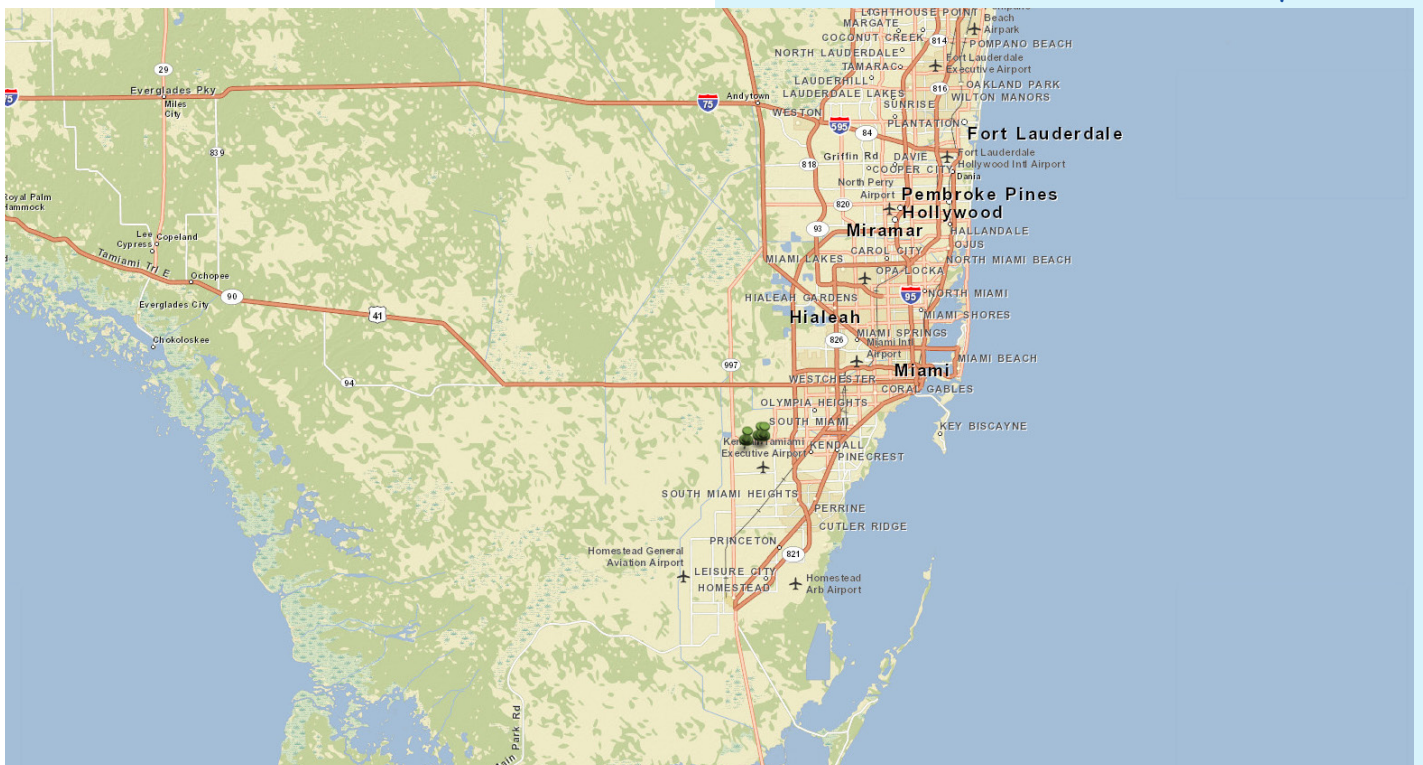 LIGHTHOUSE POINT
Beach
Airpark
MARGATE
COCONUT CREEK
814
POMPANO BEACH
NORTH LAUDERDALE
Fort Lauderdale
Executive Airport
TAMARAC
29
LAUDERHILL
816
OAKLAND PARK
Everglades Pky
Miles
City
75
Andytown
LAUDERDALE LAKES
WILTON MANORS
SUNRISE
WESTON
PLANTATION
595
84
Fort Lauderdale
839
818
Griffin Rd
DAVIE
Fort Lauderdale
Hollywood Intl Airport
COOPER CITY
Dania
North Perry
Airport
Royal Palm
Hammock
820
Pembroke Pines
Hollywood
93
Miramar
HALLANDALE
Lee
Cypress
Copeland
OJUS
CAROL CITY
MIAMI LAKES
NORTH MIAMI BEACH
Tamiami Trl E
Ochopee
OPA-LOCKA
90
HIALEAH GARDENS
95
NORTH MIAMI
Everglades City
41
Hialeah
MIAMI SHORES
Chokoloskee
826
MIAMI SPRINGS
Miami Intl
Airport
MIAMI BEACH
997
Miami
94
WESTCHESTER
CORAL GABLES
OLYMPIA HEIGHTS
SOUTH MIAMI
KEY BISCAYNE
Tamiami
Executive Airport
KENDALL
PINECREST
SOUTH MIAMI HEIGHTS
PERRINE
CUTLER RIDGE
PRINCETON
Homestead General
Aviation Airport
821
LEISURE CITY
HOMESTEAD
Homestead
Arb Airport
Park Rd